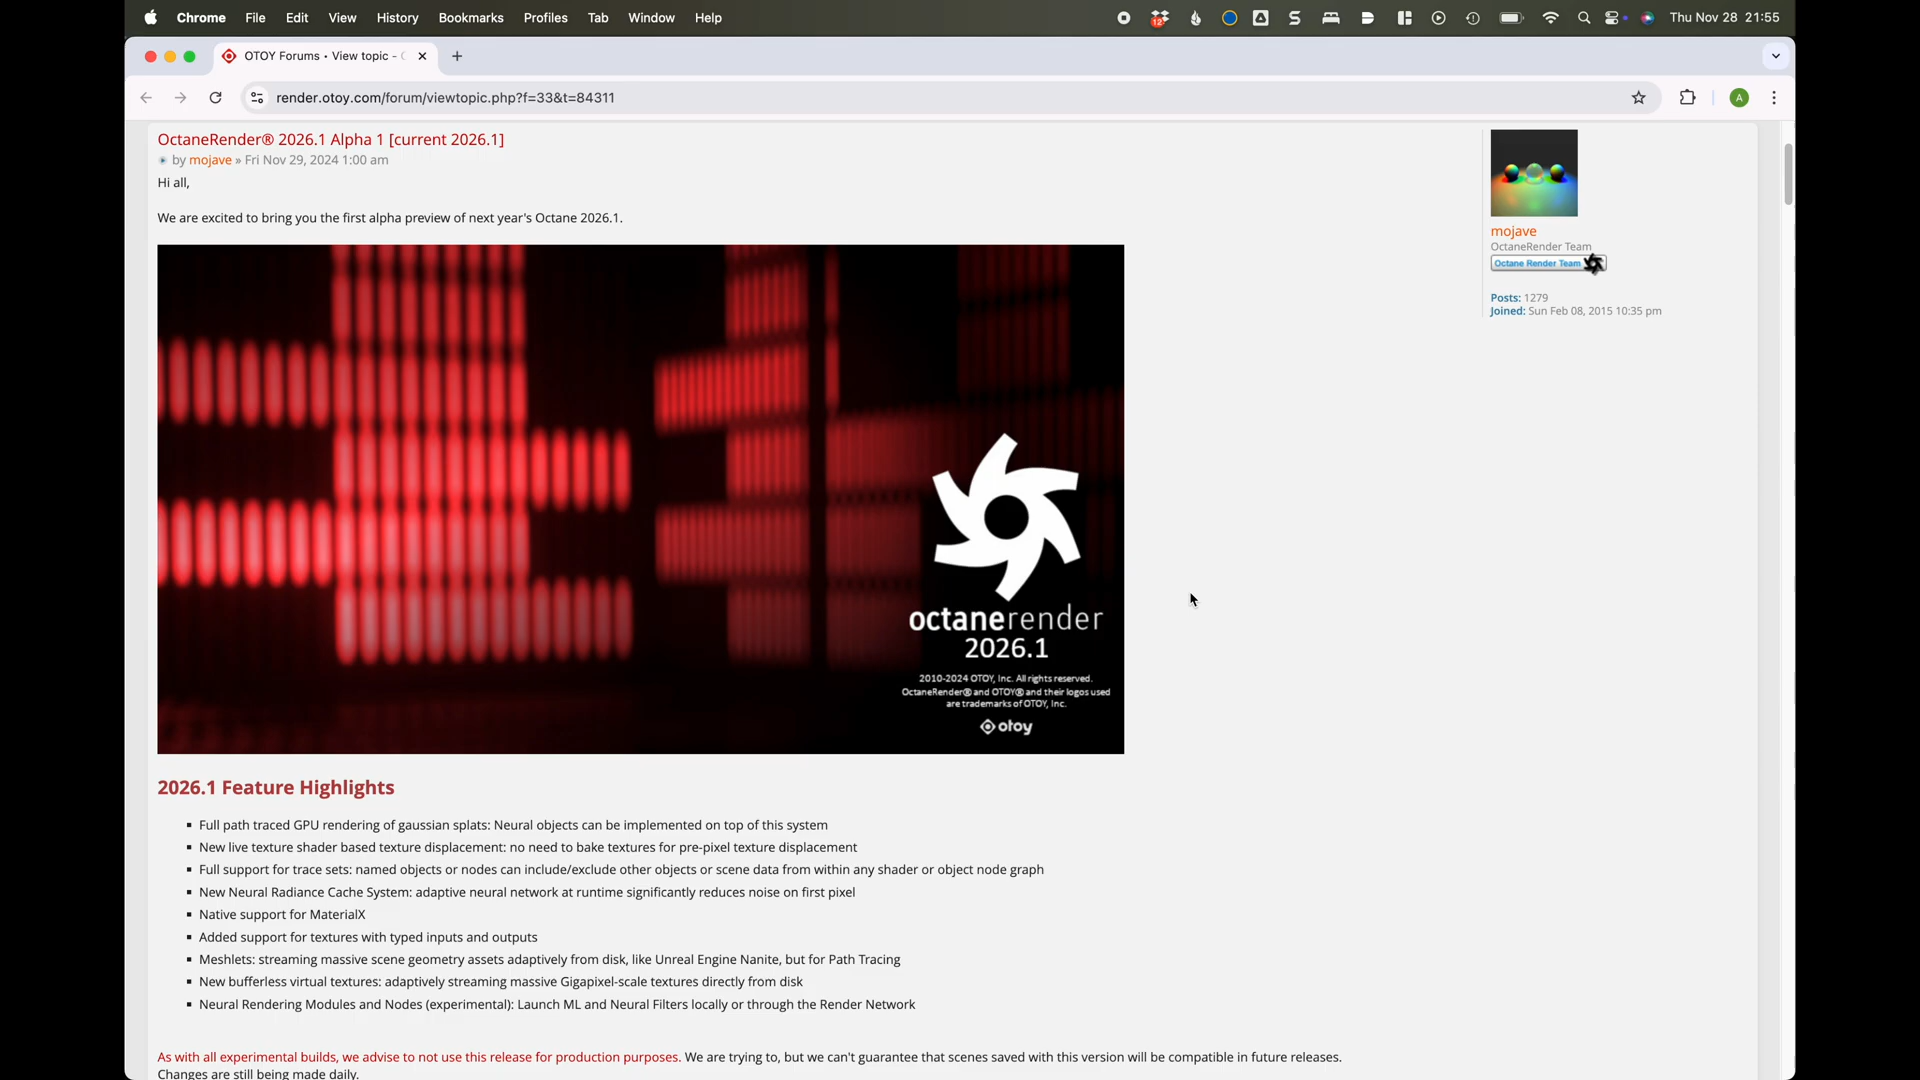 Chrome File Edit View History Bookmarks Profiles Tab Window Help 12 Thu Nov 28 21:55
OTOY Forums • View topic -
render.otoy.com/forum/viewtopic.php?f=33&t=84311 A
OctaneRender® 2026.1 Alpha 1 [current 2026.1]
by mojave » Fri Nov 29, 2024 1:00 am
Hi all,
We are excited to bring you the first alpha preview of next year's Octane 2026.1.
octanerender
2026.1
2010-2024 OTOY, Inc. All rights reserved.
OctaneRender® and OTOY® and their logos used
are trademarks of OTOY, Inc.
otoy
mojave
OctaneRender Team
Octane Render Team
Posts: 1279
Joined: Sun Feb 08, 2015 10:35 pm
2026.1 Feature Highlights
▪ Full path traced GPU rendering of gaussian splats: Neural objects can be implemented on top of this system
▪ New live texture shader based texture displacement: no need to bake textures for pre-pixel texture displacement
▪ Full support for trace sets: named objects or nodes can include/exclude other objects or scene data from within any shader or object node graph
▪ New Neural Radiance Cache System: adaptive neural network at runtime significantly reduces noise on first pixel
▪ Native support for MaterialX
▪ Added support for textures with typed inputs and outputs
▪ Meshlets: streaming massive scene geometry assets adaptively from disk, like Unreal Engine Nanite, but for Path Tracing
▪ New bufferless virtual textures: adaptively streaming massive Gigapixel-scale textures directly from disk
▪ Neural Rendering Modules and Nodes (experimental): Launch ML and Neural Filters locally or through the Render Network
As with all experimental builds, we advise to not use this release for production purposes. We are trying to, but we can't guarantee that scenes saved with this version will be compatible in future releases.
Changes are still being made daily.